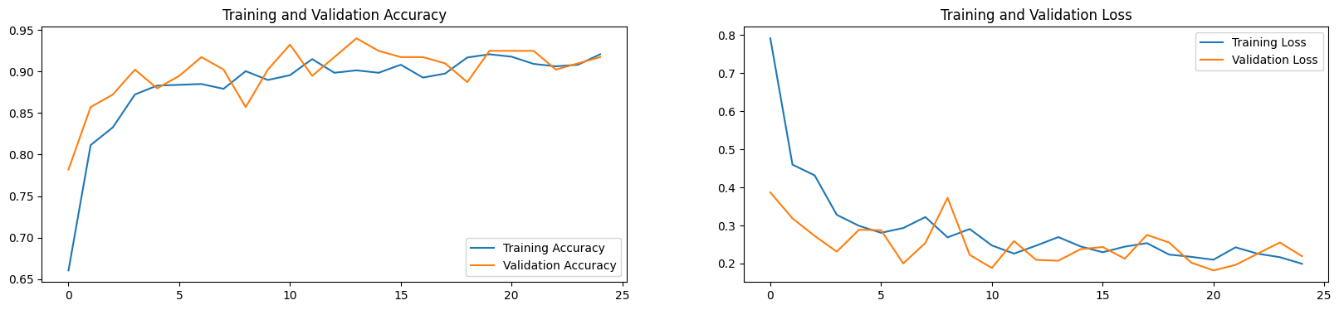 Training and Validation Accuracy
0.95
0.90
0.85
0.80
0.75
0.70
0.65
Training Accuracy
Validation Accuracy
0 5 10 15 20 25
Training and Validation Loss
0.8
0.7
0.6
0.5
0.4
0.3
0.2
Training Loss
Validation Loss
0 5 10 15 20 25